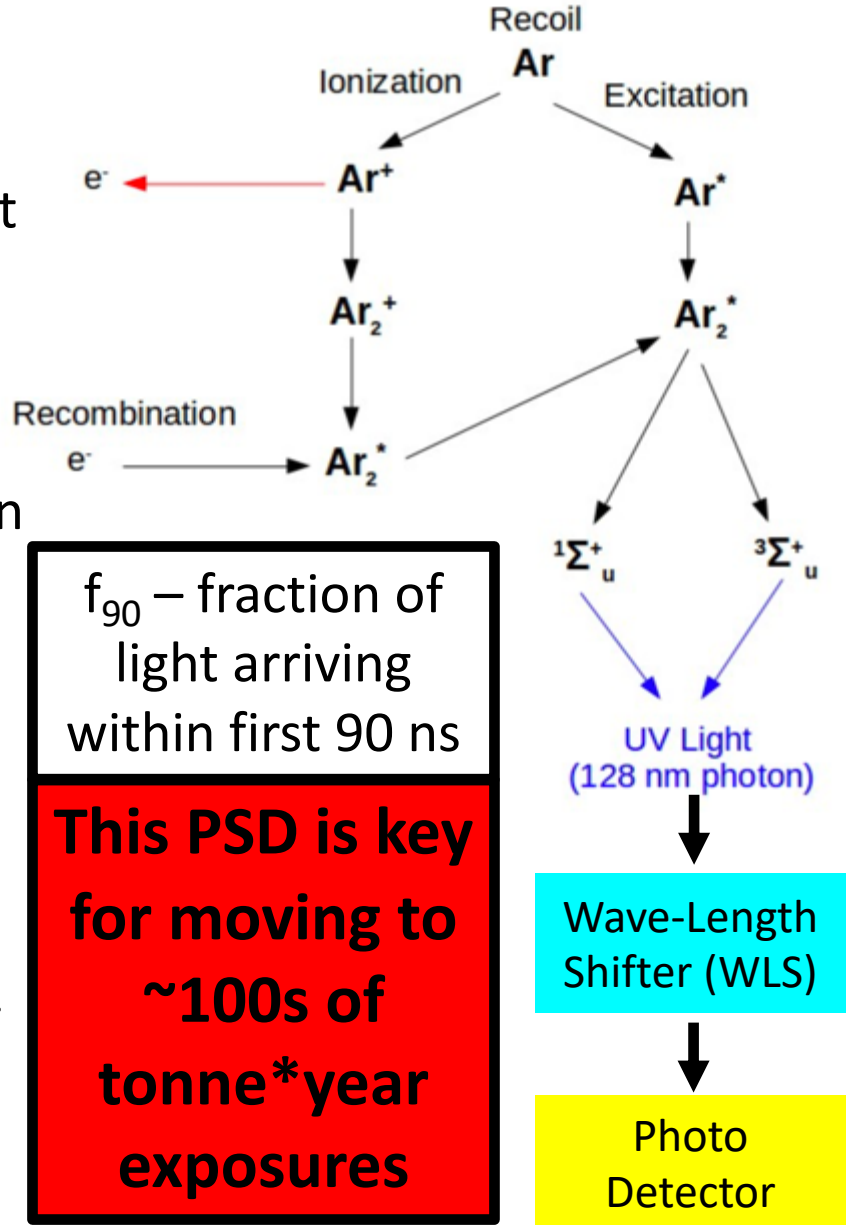 Recoil
Ar
Ionization
Excitation
e⁻
Ar⁺
Ar*
t
Ar₂⁺
Ar₂*
Recombination
e⁻
Ar₂*
n
¹Σ⁺ᵤ
³Σ⁺ᵤ
f₉₀ – fraction of
light arriving
within first 90 ns
UV Light
(128 nm photon)
This PSD is key
for moving to
~100s of
tonne*year
exposures
Wave-Length
Shifter (WLS)
Photo
Detector